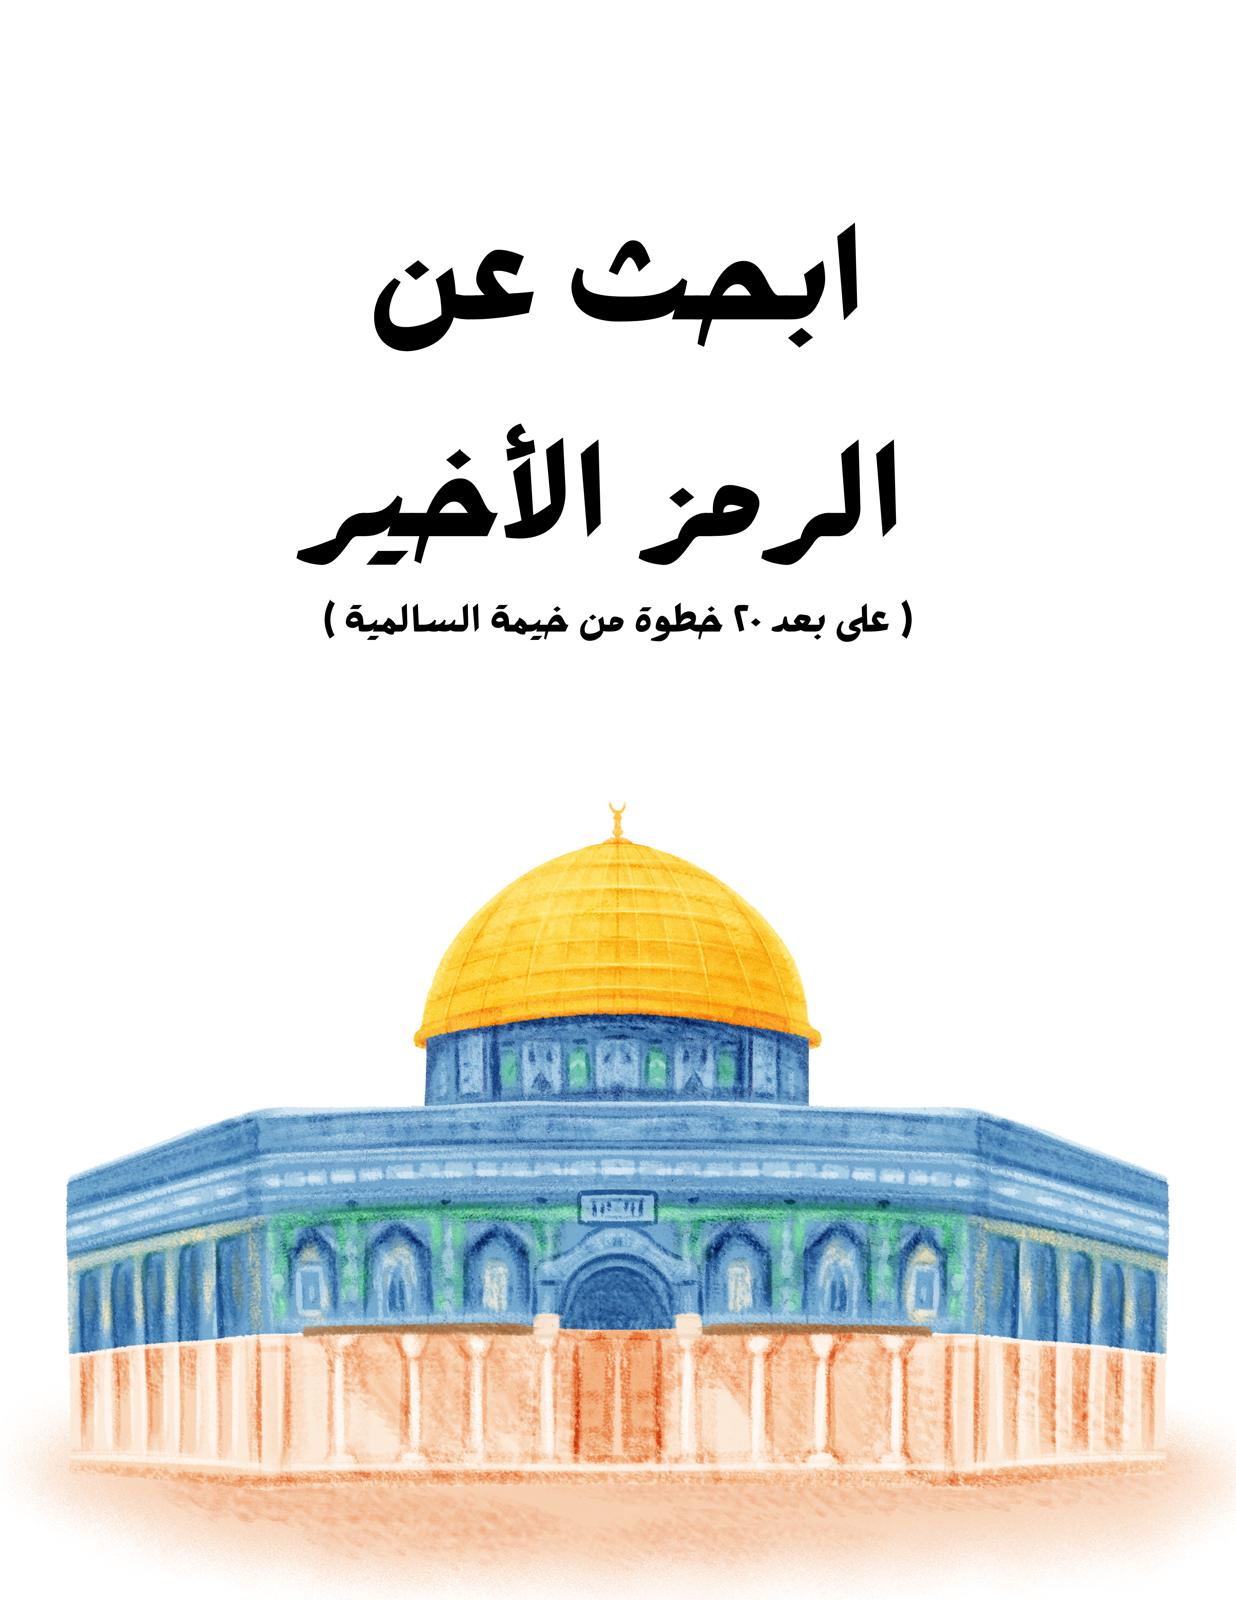 ابحث عن
الرمز الأخير
( على بعد ٢٠ خطوة من خيمة السالمية )